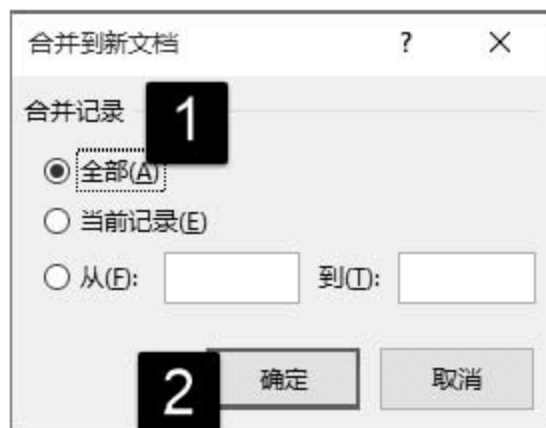 合并到新文档 ?
合并记录 1
全部(A)
当前记录(E)
从(F): 到(T):
2 确定 取消